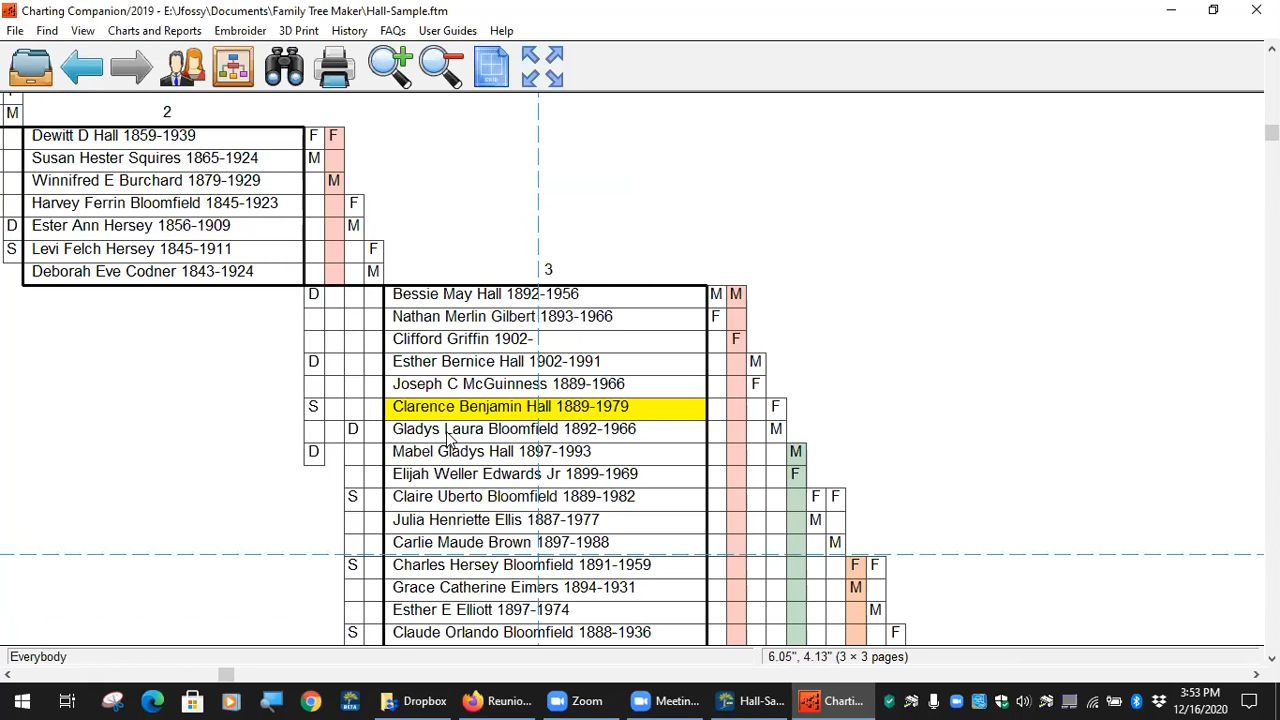 Charting Companion/2019 - E:\Jfossy\Documents\Family Tree Maker\Hall-Sample.ftm
File Find View Charts and Reports Embroider 3D Print History FAQs User Guides Help
M 2
Dewitt D Hall 1859-1939 F F
Susan Hester Squires 1865-1924 M
Winnifred E Burchard 1879-1929 M
Harvey Ferrin Bloomfield 1845-1923 F
D Ester Ann Hersey 1856-1909 M
S Levi Felch Hersey 1845-1911 F
Deborah Eve Codner 1843-1924 M 3
D Bessie May Hall 1892-1956 M M
Nathan Merlin Gilbert 1893-1966 F
Clifford Griffin 1902- F
D Esther Bernice Hall 1902-1991 M
Joseph C McGuinness 1889-1966 F
S Clarence Benjamin Hall 1889-1979 F
D Gladys Laura Bloomfield 1892-1966 M
D Mabel Gladys Hall 1897-1993 M
Elijah Weller Edwards Jr 1899-1969 F
S Claire Uberto Bloomfield 1889-1982 F F
Julia Henriette Ellis 1887-1977 M
Carlie Maude Brown 1897-1988 M
S Charles Hersey Bloomfield 1891-1959 F F
Grace Catherine Eimers 1894-1931 M
Esther E Elliott 1897-1974 M
S Claude Orlando Bloomfield 1888-1936 F
Everybody 6.05", 4.13" (3 × 3 pages)
Dropbox Reunio... Zoom Meetin... Hall-Sa... Charti... 3:53 PM
12/16/2020